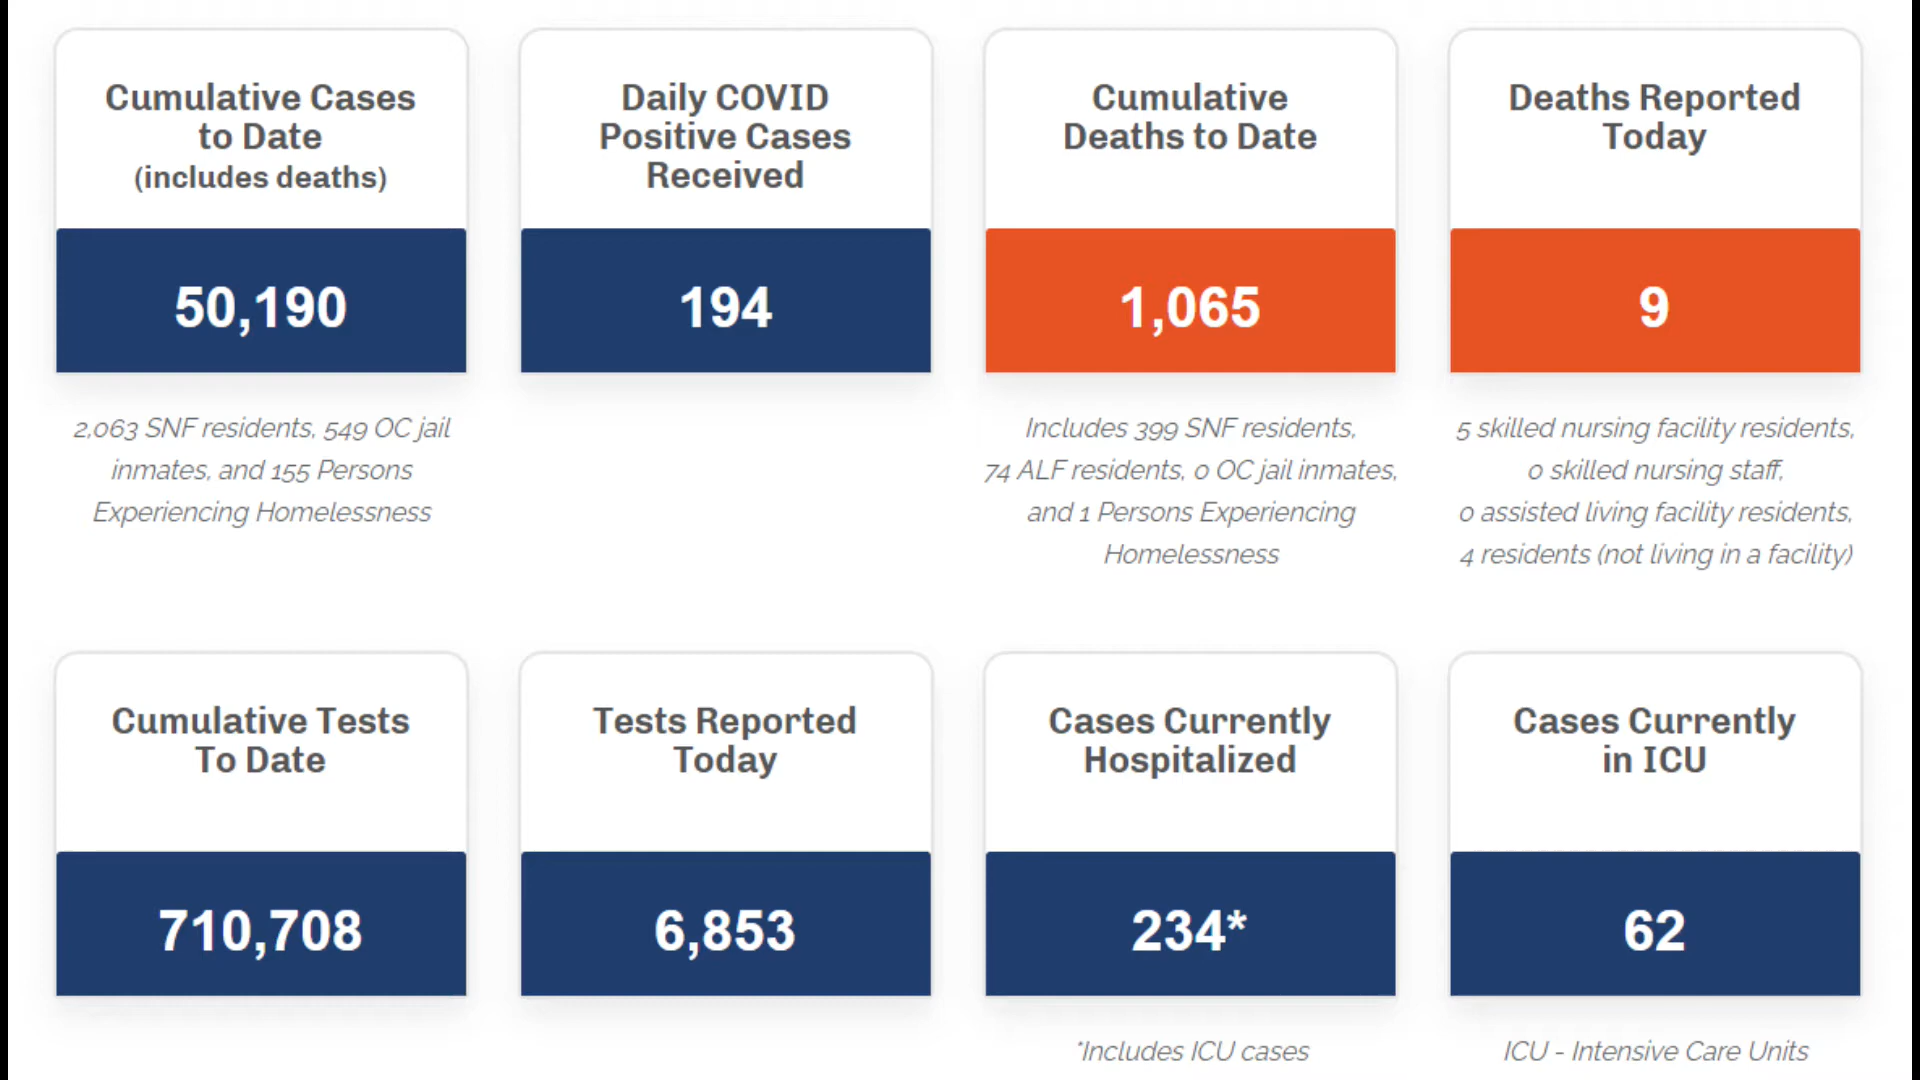 Cumulative Cases
to Date
(includes deaths)
50,190
2,063 SNF residents, 549 OC jail
inmates, and 155 Persons
Experiencing Homelessness
Daily COVID
Positive Cases
Received
194
Cumulative
Deaths to Date
1,065
Includes 399 SNF residents,
74 ALF residents, 0 OC jail inmates,
and 1 Persons Experiencing
Homelessness
Deaths Reported
Today
9
5 skilled nursing facility residents,
0 skilled nursing staff,
0 assisted living facility residents,
4 residents (not living in a facility)
Cumulative Tests
To Date
710,708
Tests Reported
Today
6,853
Cases Currently
Hospitalized
234*
*Includes ICU cases
Cases Currently
in ICU
62
ICU - Intensive Care Units